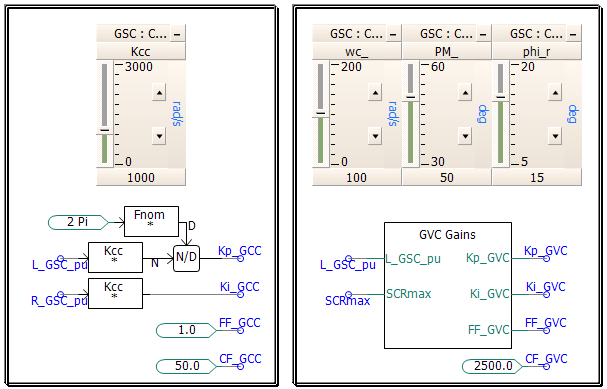 GSC : C...
Kcc
3000
rad/s
0
1000
2 Pi
Fnom
*
D
L_GSC_pu
Kcc
*
N
N/D
Kp_GCC
R_GSC_pu
Kcc
*
Ki_GCC
1.0
FF_GCC
50.0
CF_GCC
GSC : C...
GSC : C...
GSC : C...
wc_
PM_
phi_r
200
60
20
rad/s
deg
deg
0
30
5
100
50
15
GVC Gains
L_GSC_pu
L_GSC_pu
Kp_GVC
Kp_GVC
SCRmax
SCRmax
Ki_GVC
Ki_GVC
FF_GVC
FF_GVC
2500.0
CF_GVC